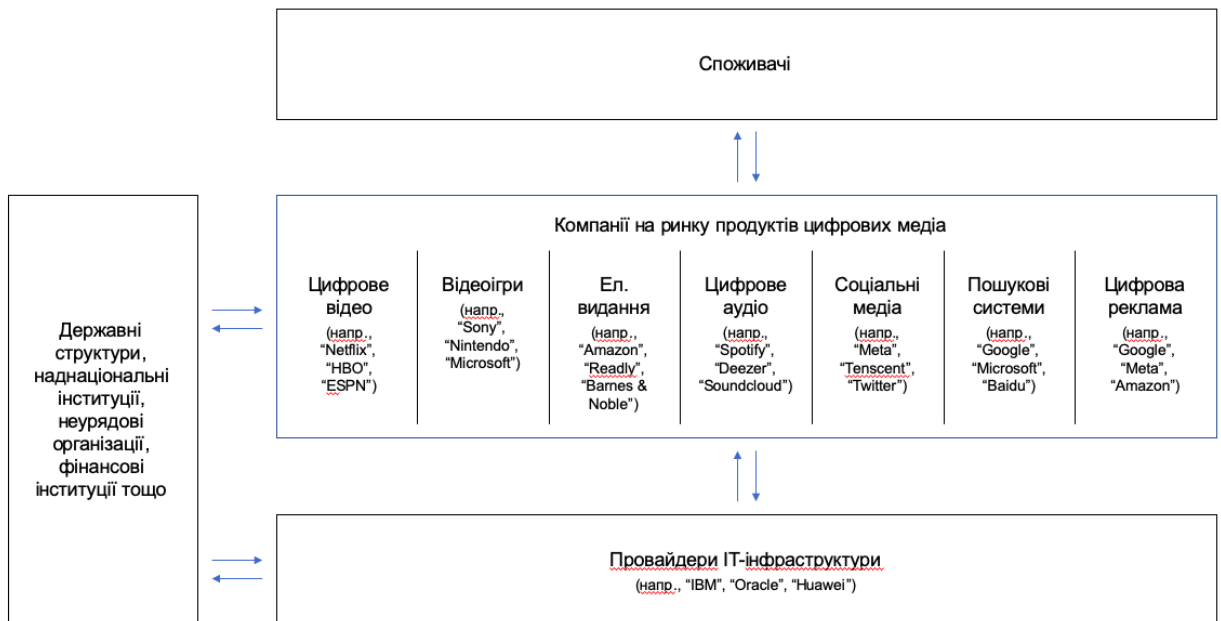 Споживачі
Компанії на ринку продуктів цифрових медіа
Цифрове
відео
(напр.,
“Netflix”,
“HBO”,
“ESPN”)
Відеоігри
(напр.,
“Sony”,
“Nintendo”,
“Microsoft”)
Ел.
видання
(напр.,
“Amazon”,
“Readly”,
“Barnes &
Noble”)
Цифрове
аудіо
(напр.,
“Spotify”,
“Deezer”,
“Soundcloud”)
Соціальні
медіа
(напр.,
“Meta”,
“Tenscent”,
“Twitter”)
Пошукові
системи
(напр.,
“Google”,
“Microsoft”,
“Baidu”)
Цифрова
реклама
(напр.,
“Google”,
“Meta”,
“Amazon”)
Державні
структури,
наднаціональні
інституції,
неурядові
організації,
фінансові
інституції тощо
Провайдери ІТ-інфраструктури
(напр., “IBM”, “Oracle”, “Huawei”)